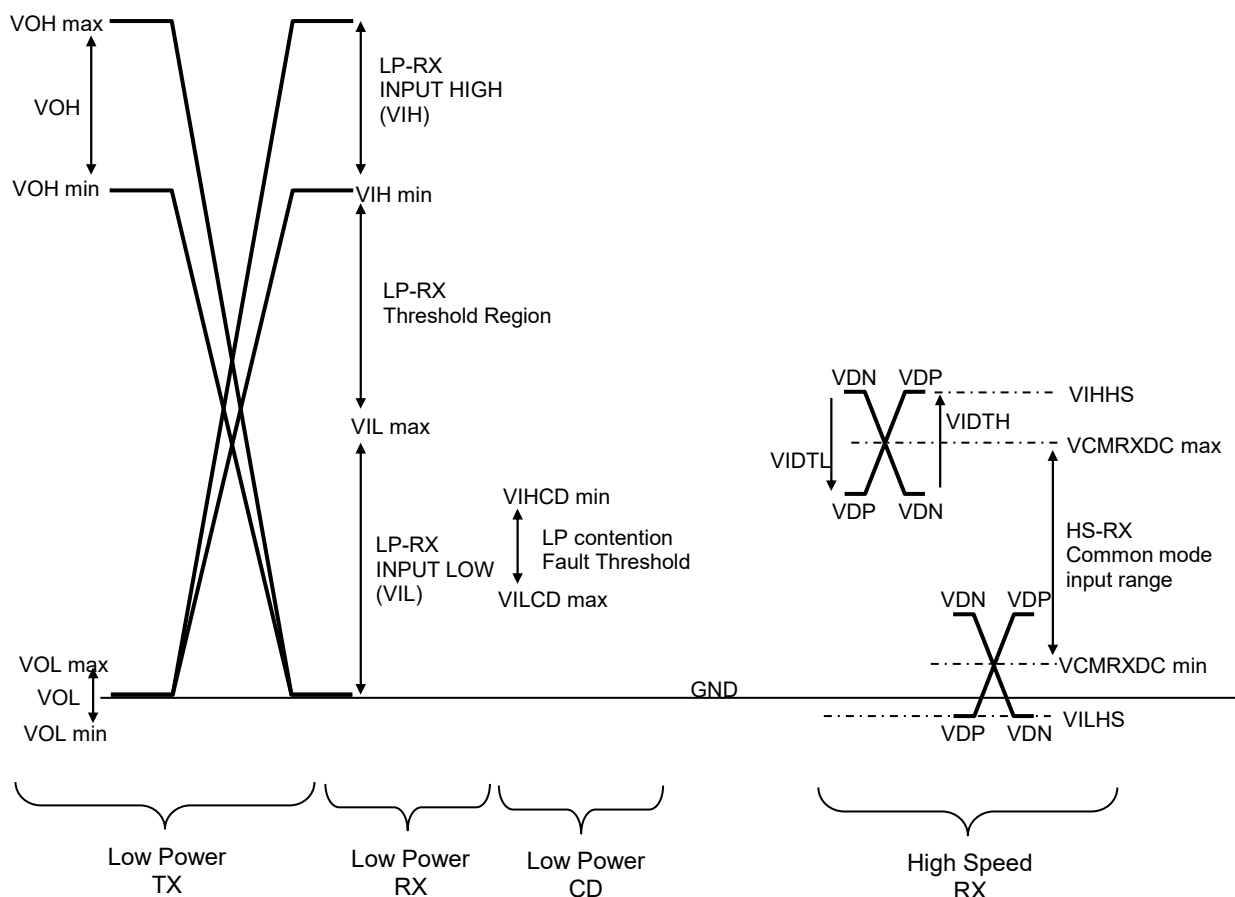 VOH max
VOH
VOH min
LP-RX
INPUT HIGH
(VIH)
VIH min
LP-RX
Threshold Region
VIL max
LP-RX
INPUT LOW
(VIL)
VIHCD min
LP contention
Fault Threshold
VILCD max
VOL max
VOL
VOL min
GND
VDN
VDP
VIHHS
VIDTH
VCMRXDC max
VIDTL
VDP
VDN
HS-RX
Common mode
input range
VDN
VDP
VCMRXDC min
VILHS
VDP
VDN
Low Power
TX
Low Power
RX
Low Power
CD
High Speed
RX